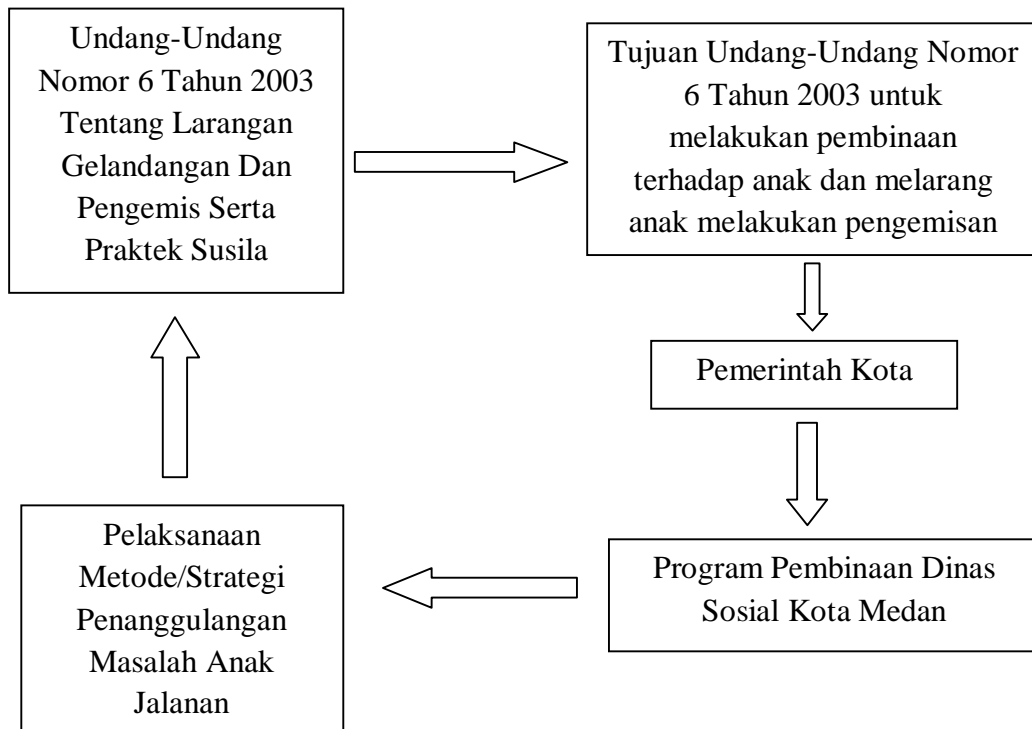 Undang-Undang
Nomor 6 Tahun 2003
Tentang Larangan
Gelandangan Dan
Pengemis Serta
Praktek Susila
Tujuan Undang-Undang Nomor
6 Tahun 2003 untuk
melakukan pembinaan
terhadap anak dan melarang
anak melakukan pengemisan
Pemerintah Kota
Program Pembinaan Dinas
Sosial Kota Medan
Pelaksanaan
Metode/Strategi
Penanggulangan
Masalah Anak
Jalanan